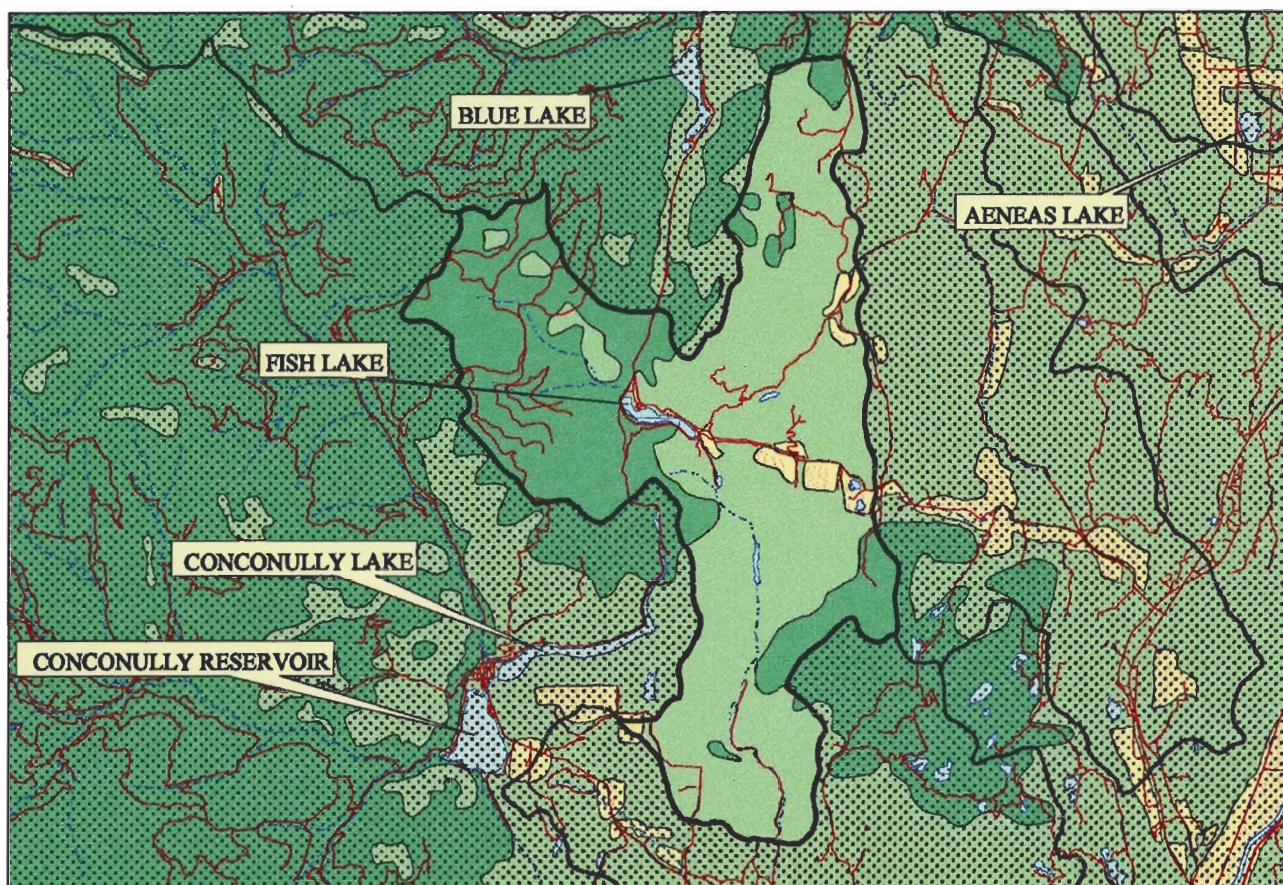 BLUE LAKE
AENEAS LAKE
FISH LAKE
CONCONULLY LAKE
CONCONULLY RESERVOIR